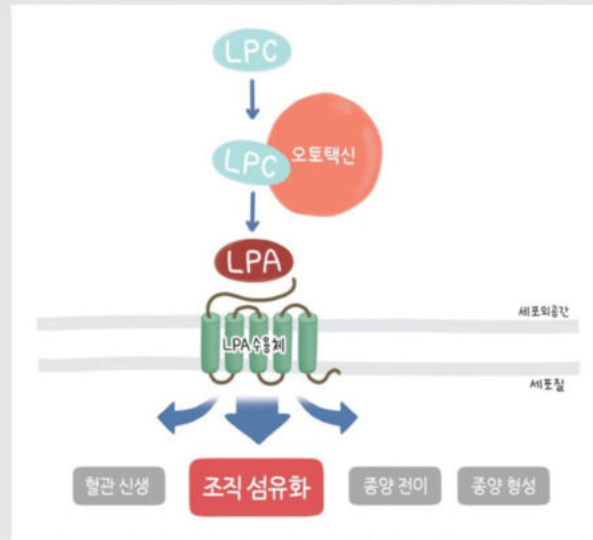 LPC
LPC
오토택신
LPA
세포외공간
LPA 수용체
세포질
혈관 신생
조직 섬유화
종양 전이
종양 형성